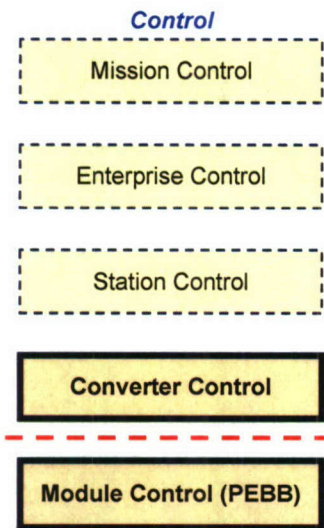 Control
Mission Control
Enterprise Control
Station Control
Converter Control
Module Control (PEBB)